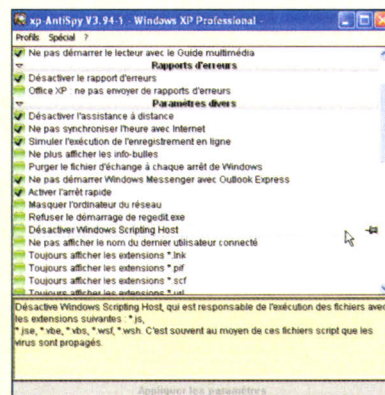 xp-AntiSpy V3.94-1 - Windows XP Professional -
Profils Spécial ?
Ne pas démarrer le lecteur avec le Guide multimédia
Rapports d'erreurs
Désactiver le rapport d'erreurs
Office XP : ne pas envoyer de rapports d'erreurs
Paramètres divers
Désactiver l'assistance à distance
Ne pas synchroniser l'heure avec Internet
Simuler l'exécution de l'enregistrement en ligne
Ne plus afficher les info-bulles
Purger le fichier d'échange à chaque arrêt de Windows
Ne pas démarrer Windows Messenger avec Outlook Express
Activer l'arrêt rapide
Masquer l'ordinateur du réseau
Refuser le démarrage de regedit.exe
Désactiver Windows Scripting Host
Ne pas afficher le nom du dernier utilisateur connecté
Toujours afficher les extensions *.lnk
Toujours afficher les extensions *.pif
Toujours afficher les extensions *.scf
Toujours afficher les extensions *.url
Désactive Windows Scripting Host, qui est responsable de l'exécution des fichiers avec
les extensions suivantes : *.js,
*.jse, *.vbe, *.vbs, *.wsf, *.wsh. C'est souvent au moyen de ces fichiers script que les
virus sont propagés.
Appliquer les paramètres